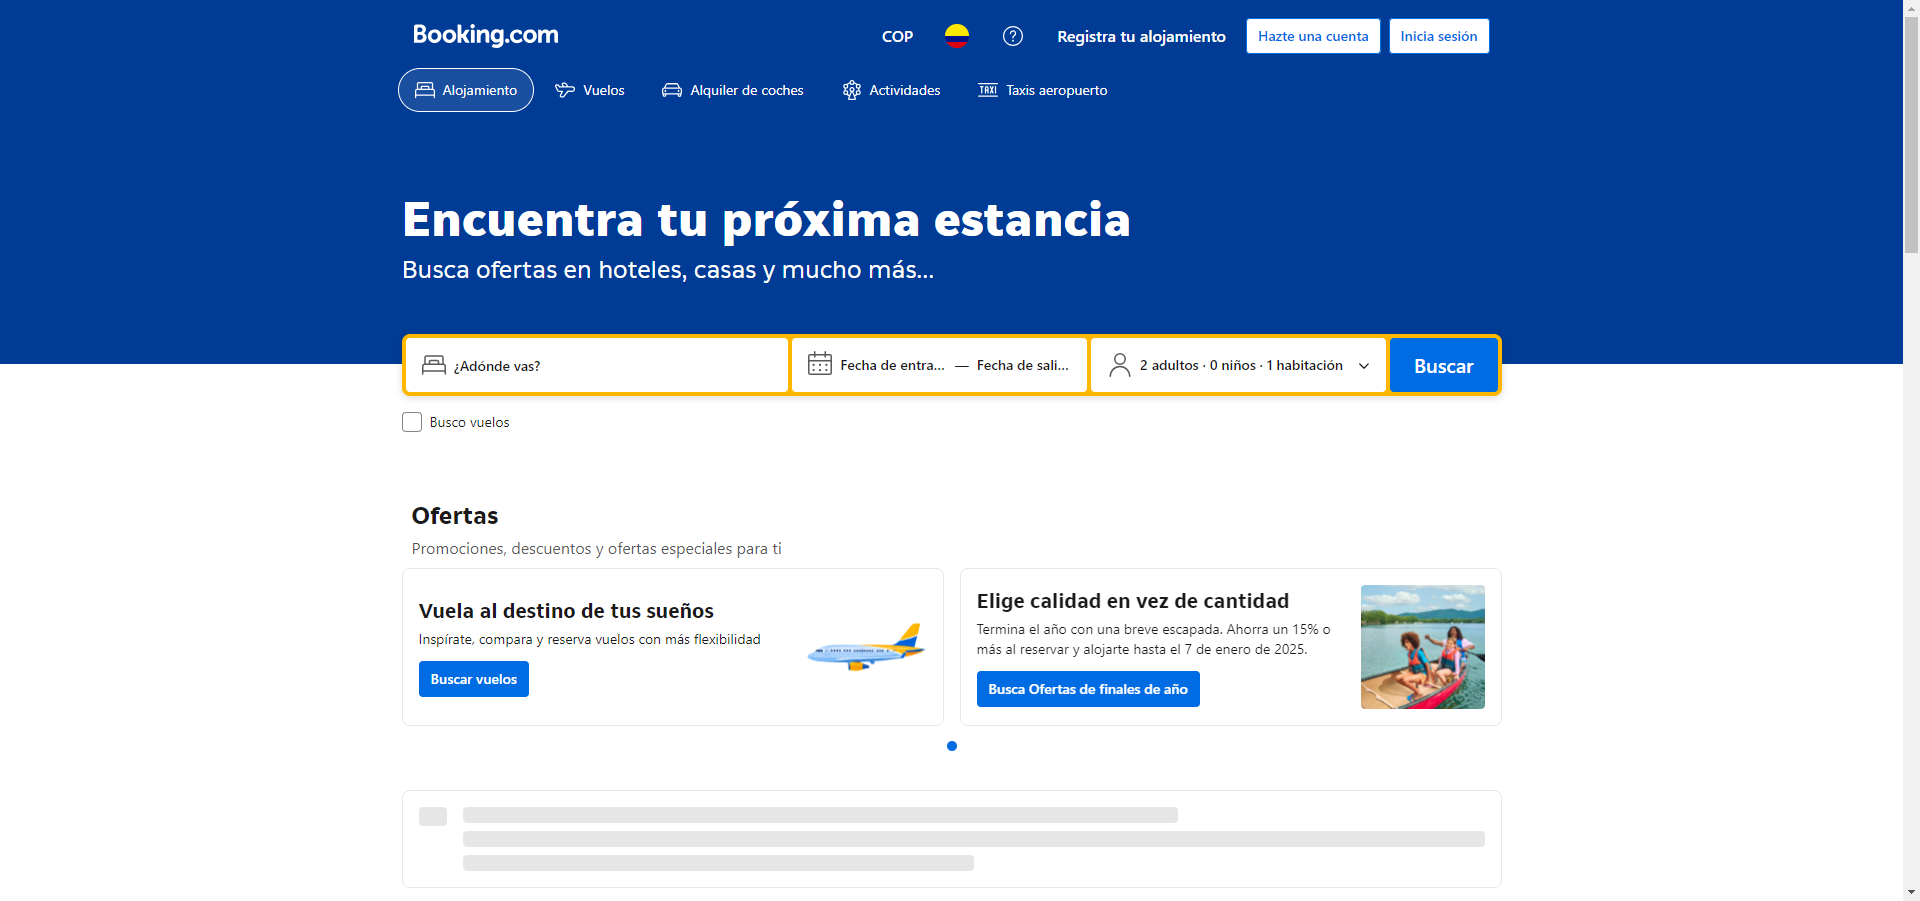 Booking.com
COP
Registra tu alojamiento
Hazte una cuenta
Inicia sesión
Alojamiento
Vuelos
Alquiler de coches
Actividades
TAXI
Taxis aeropuerto
Encuentra tu próxima estancia
Busca ofertas en hoteles, casas y mucho más...
¿Adónde vas?
Fecha de entra... — Fecha de sali...
2 adultos · 0 niños · 1 habitación
Buscar
Busco vuelos
Ofertas
Promociones, descuentos y ofertas especiales para ti
Vuela al destino de tus sueños
Inspírate, compara y reserva vuelos con más flexibilidad
Buscar vuelos
Elige calidad en vez de cantidad
Termina el año con una breve escapada. Ahorra un 15% o
más al reservar y alojarte hasta el 7 de enero de 2025.
Busca Ofertas de finales de año